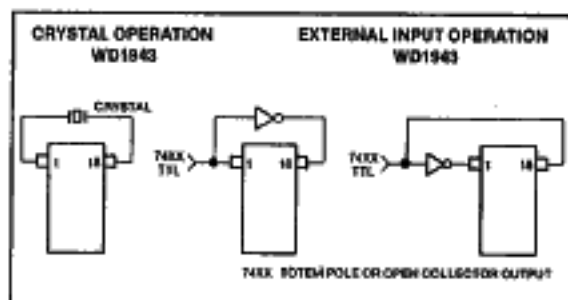 CRYSTAL OPERATION
WD1943
EXTERNAL INPUT OPERATION
WD1943
CRYSTAL
1 18
74XX
TTL
1 18
74XX
TTL
1 18
74XX TOTEM POLE OR OPEN COLLECTOR OUTPUT